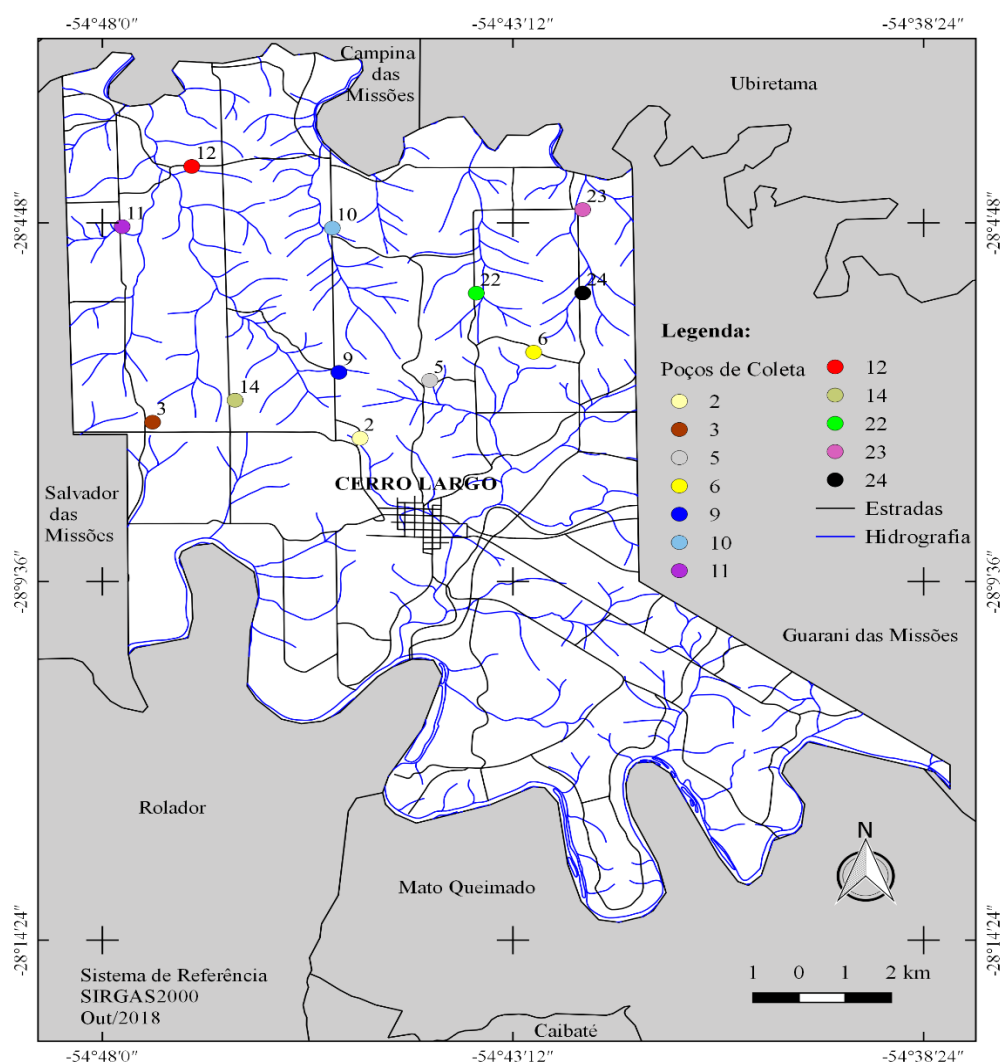 -54°48'0"
-54°43'12"
-54°38'24"
Campina
das
Missões
Ubiretama
-28°4'48"
-28°4'48"
12
23
11
10
22
24
6
9
5
14
3
2
CERRO LARGO
Legenda:
Poços de Coleta
2
3
5
6
9
10
11
12
14
22
23
24
Estradas
Hidrografia
Salvador
das
Missões
-28°9'36"
-28°9'36"
Guarani das Missões
Rolador
Mato Queimado
N
-28°14'24"
-28°14'24"
Sistema de Referência
SIRGAS2000
Out/2018
1 0 1 2 km
Caibaté
-54°48'0"
-54°43'12"
-54°38'24"